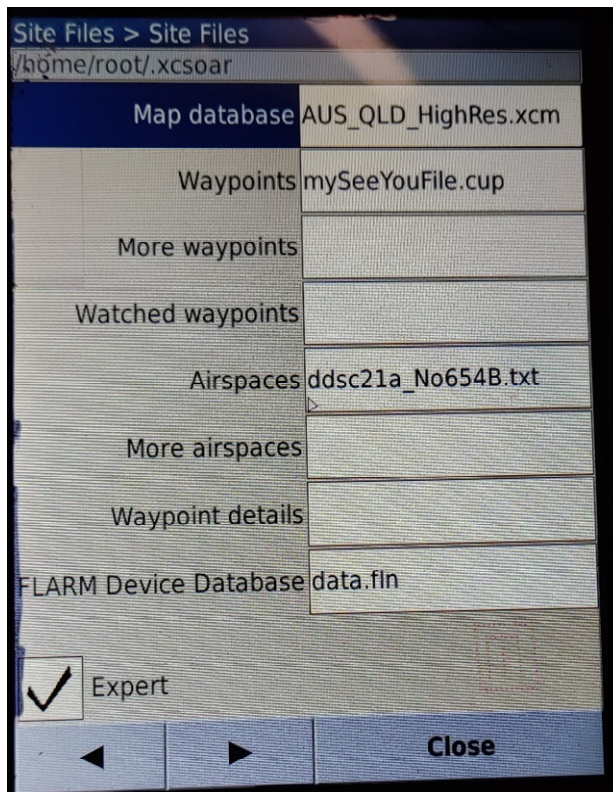 Site Files > Site Files
/home/root/.xcsoar
Map database AUS_QLD_HighRes.xcm
Waypoints mySeeYouFile.cup
More waypoints
Watched waypoints
Airspaces ddsc21a_No654B.txt
More airspaces
Waypoint details
FLARM Device Database data.fln
Expert
Close